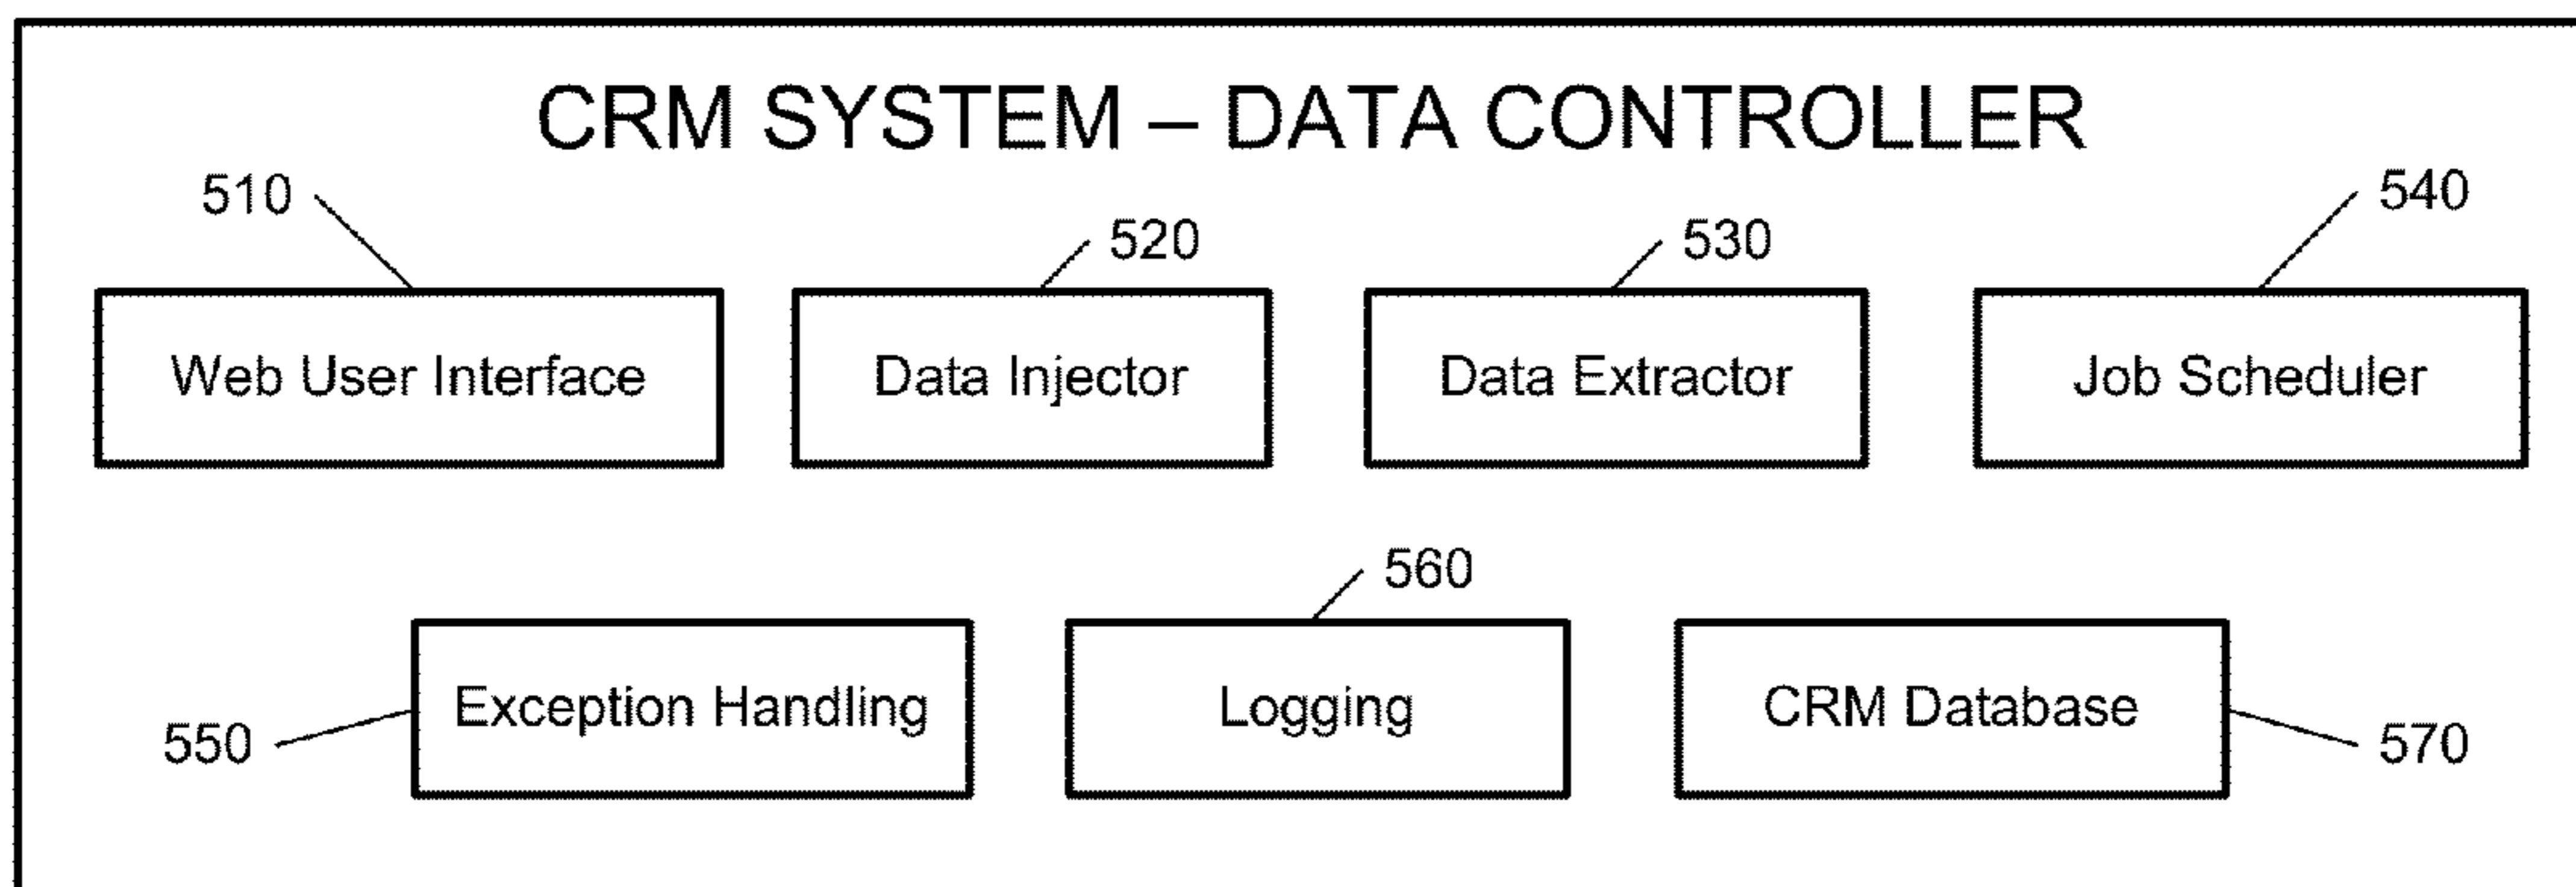 CRM SYSTEM – DATA CONTROLLER
510
520
530
540
Web User Interface
Data Injector
Data Extractor
Job Scheduler
560
Exception Handling
Logging
CRM Database
550
570